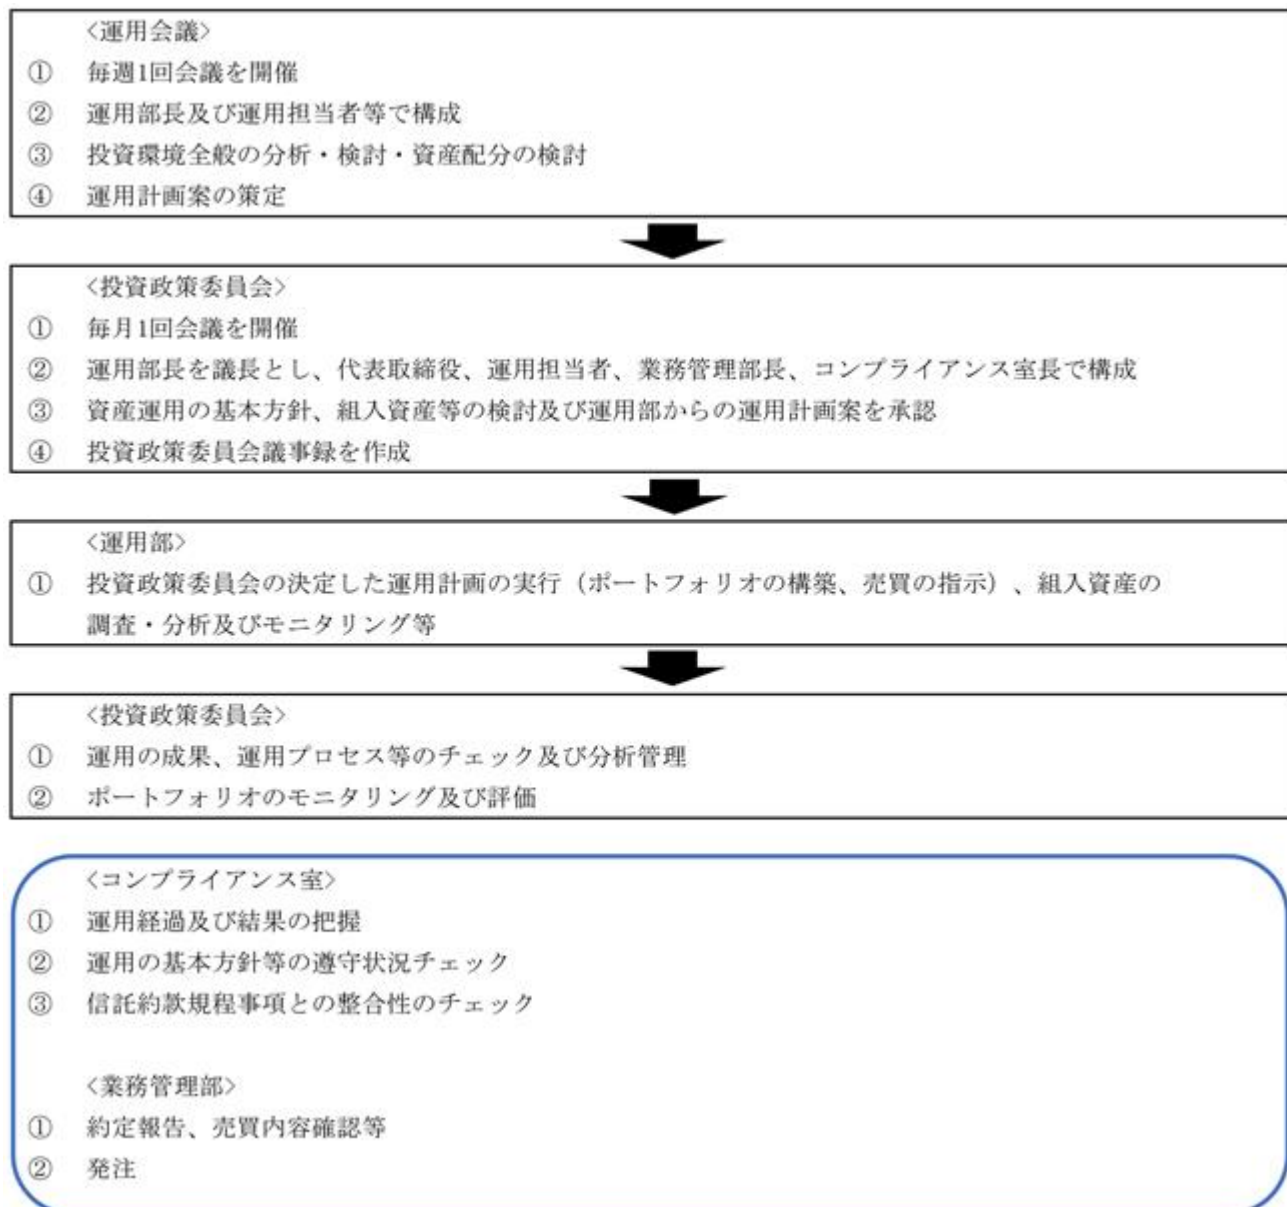 <運用会議>
① 毎週1回会議を開催
② 運用部長及び運用担当者等で構成
③ 投資環境全般の分析・検討・資産配分の検討
④ 運用計画案の策定
<投資政策委員会>
① 毎月1回会議を開催
② 運用部長を議長とし、代表取締役、運用担当者、業務管理部長、コンプライアンス室長で構成
③ 資産運用の基本方針、組入資産等の検討及び運用部からの運用計画案を承認
④ 投資政策委員会議事録を作成
<運用部>
① 投資政策委員会の決定した運用計画の実行（ポートフォリオの構築、売買の指示）、組入資産の
調査・分析及びモニタリング等
<投資政策委員会>
① 運用の成果、運用プロセス等のチェック及び分析管理
② ポートフォリオのモニタリング及び評価
<コンプライアンス室>
① 運用経過及び結果の把握
② 運用の基本方針等の遵守状況チェック
③ 信託約款規程事項との整合性のチェック
<業務管理部>
① 約定報告、売買内容確認等
② 発注